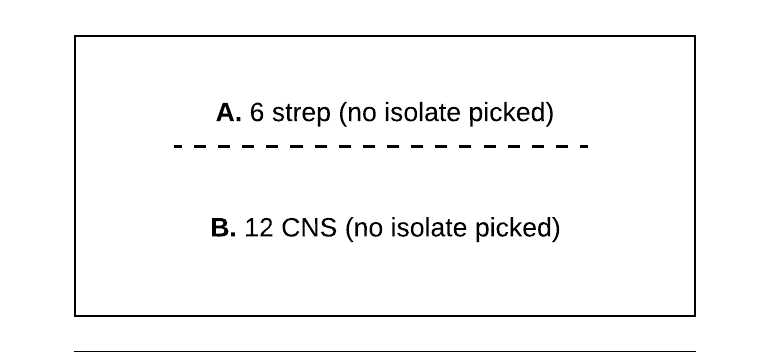 A. 6 strep (no isolate picked)
B. 12 CNS (no isolate picked)